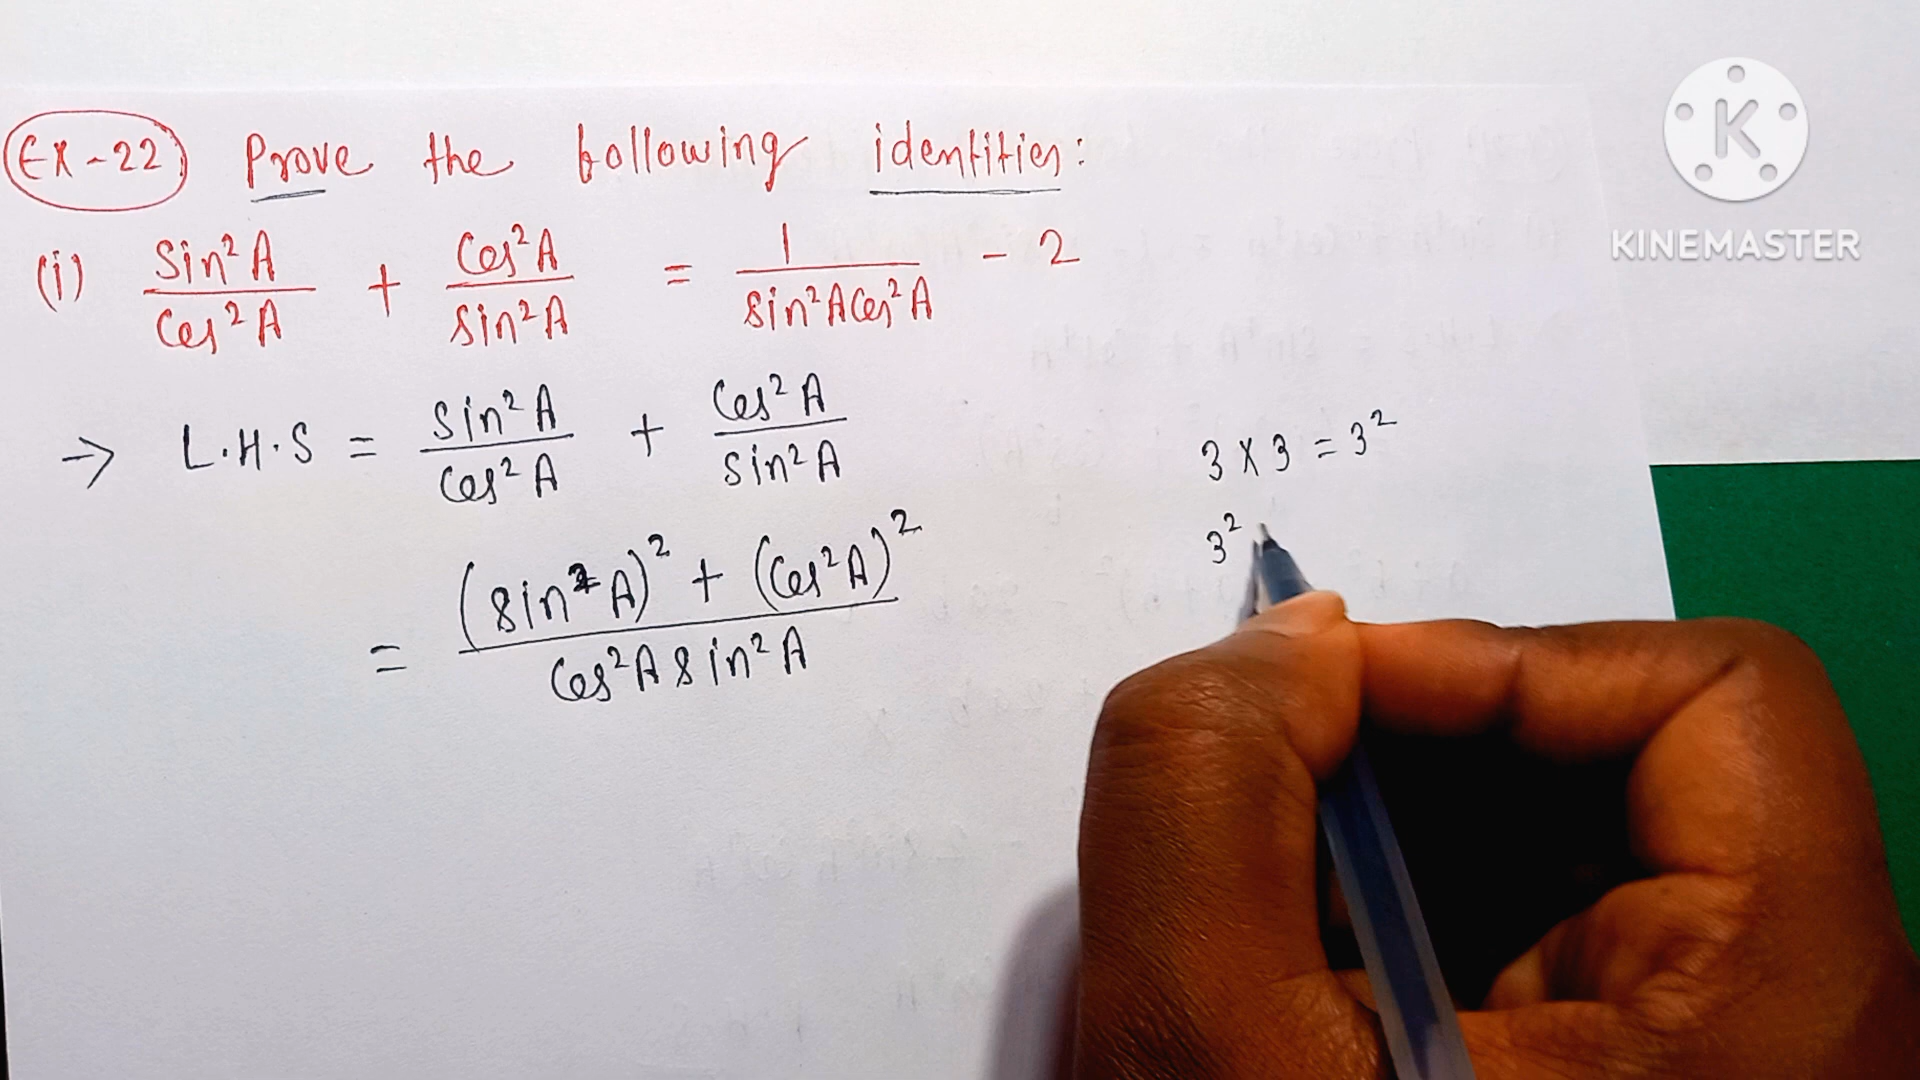 EX-22 Prove the following identities:
(i) Sin²A/Cos²A + Cos²A/Sin²A = 1/Sin²ACos²A - 2
→ L.H.S = Sin²A/Cos²A + Cos²A/Sin²A
= (Sin²A)² + (Cos²A)²/Cos²A Sin²A
3 × 3 = 3²
3²
K
KINEMASTER